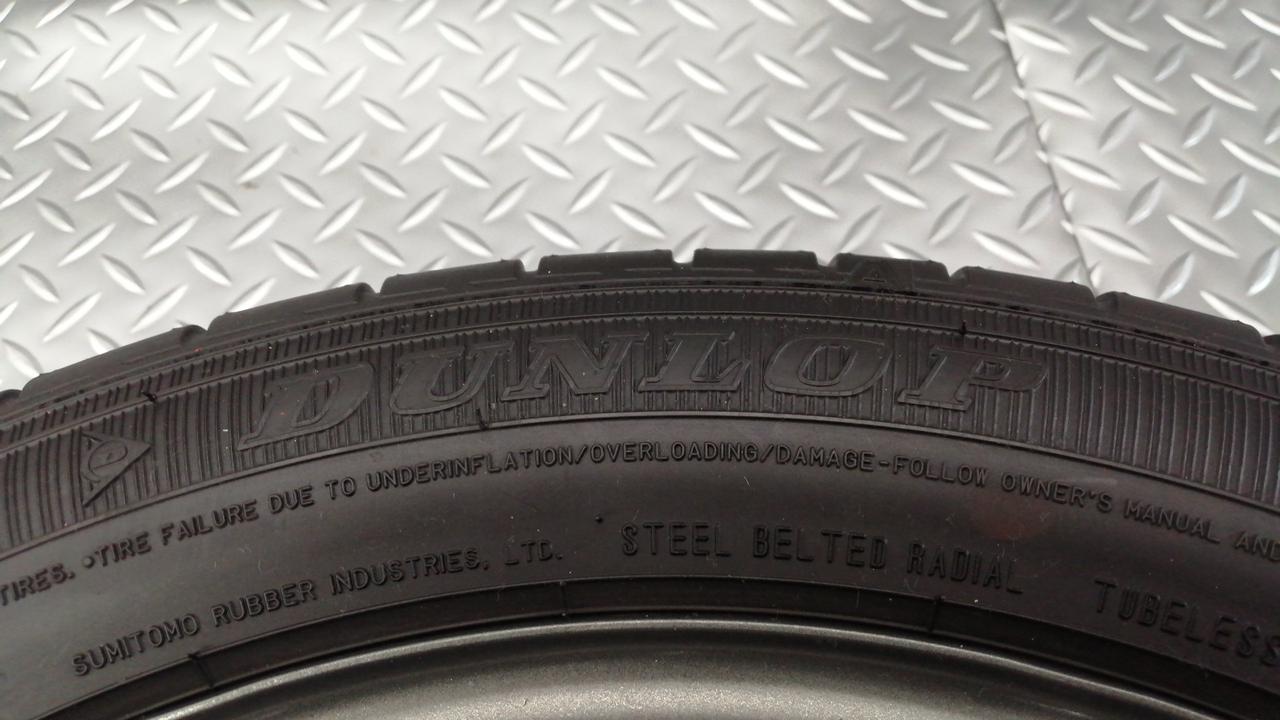 DUNLOP
TIRES. •TIRE FAILURE DUE TO UNDERINFLATION/OVERLOADING/DAMAGE-FOLLOW OWNER'S MANUAL AND
SUMITOMO RUBBER INDUSTRIES, LTD. STEEL BELTED RADIAL TUBELESS